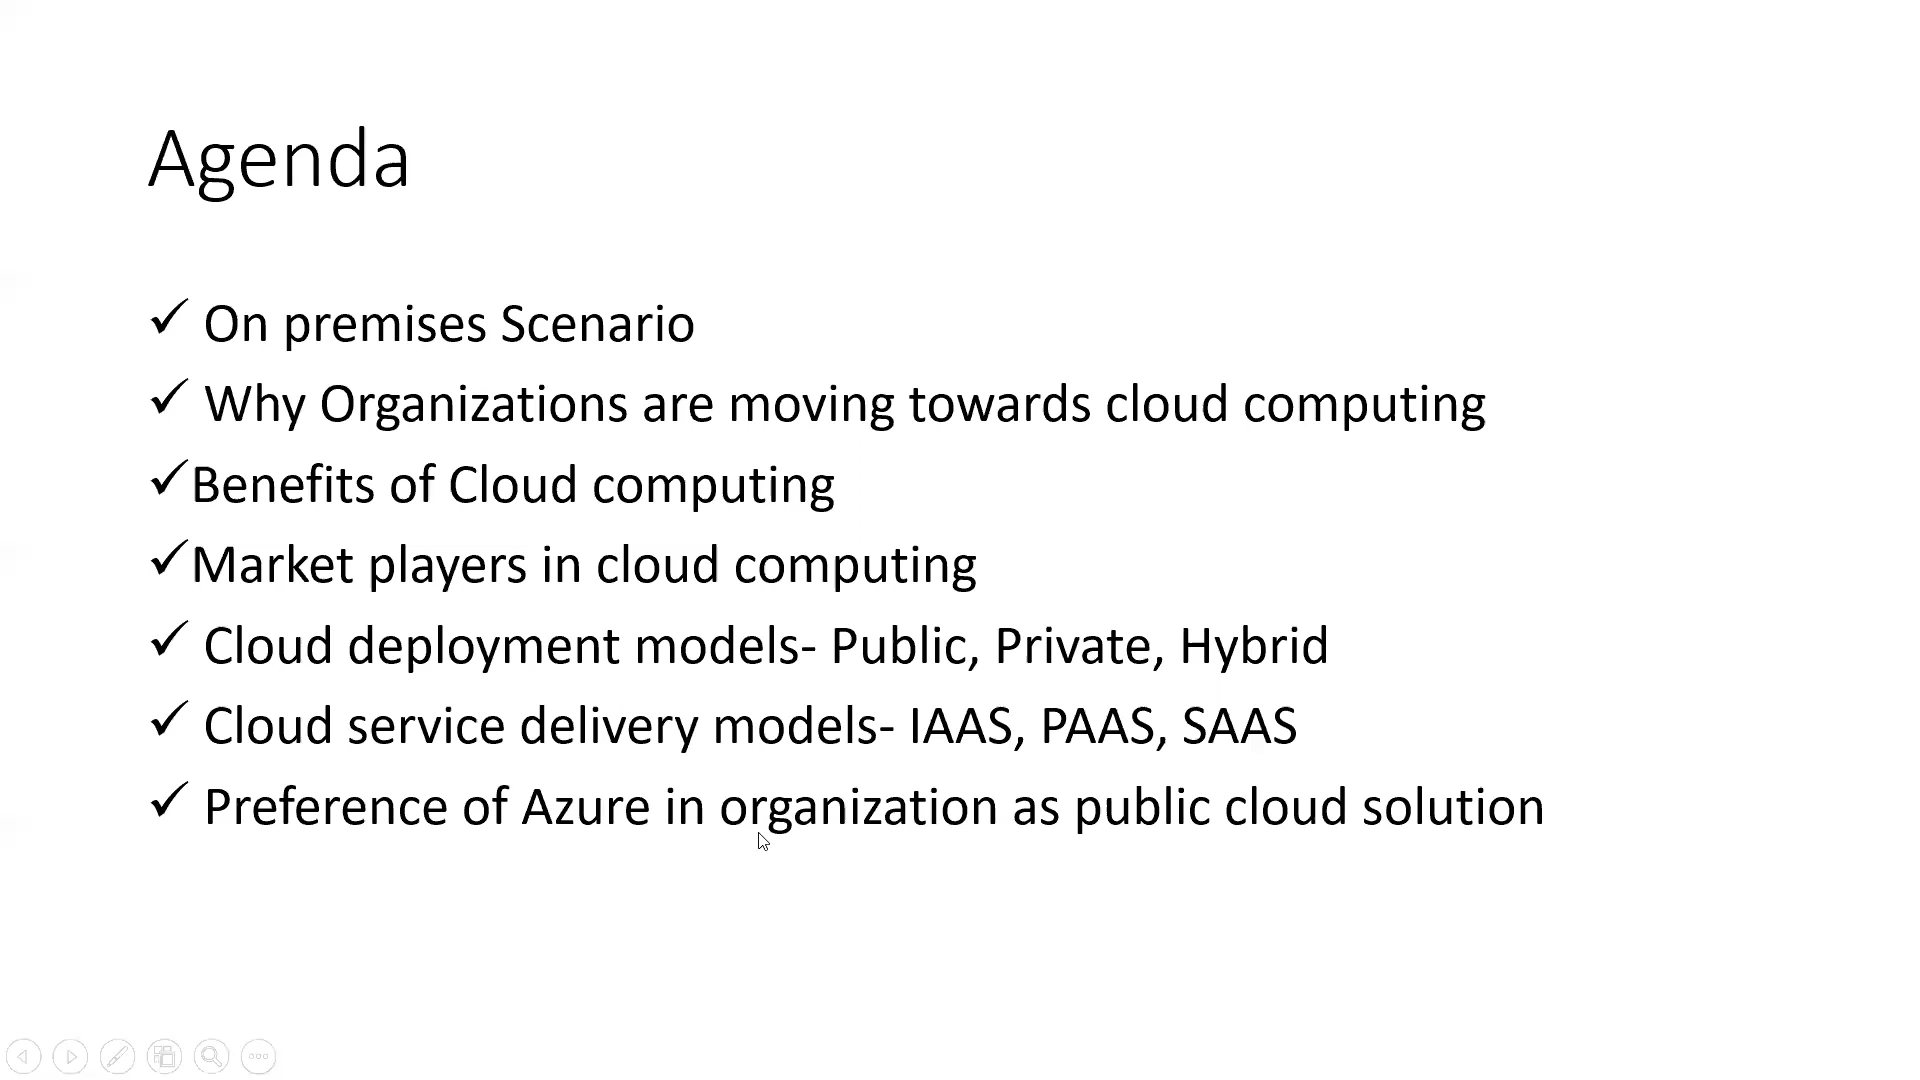 Agenda
✓ On premises Scenario
✓ Why Organizations are moving towards cloud computing
✓Benefits of Cloud computing
✓Market players in cloud computing
✓ Cloud deployment models- Public, Private, Hybrid
✓ Cloud service delivery models- IAAS, PAAS, SAAS
✓ Preference of Azure in organization as public cloud solution